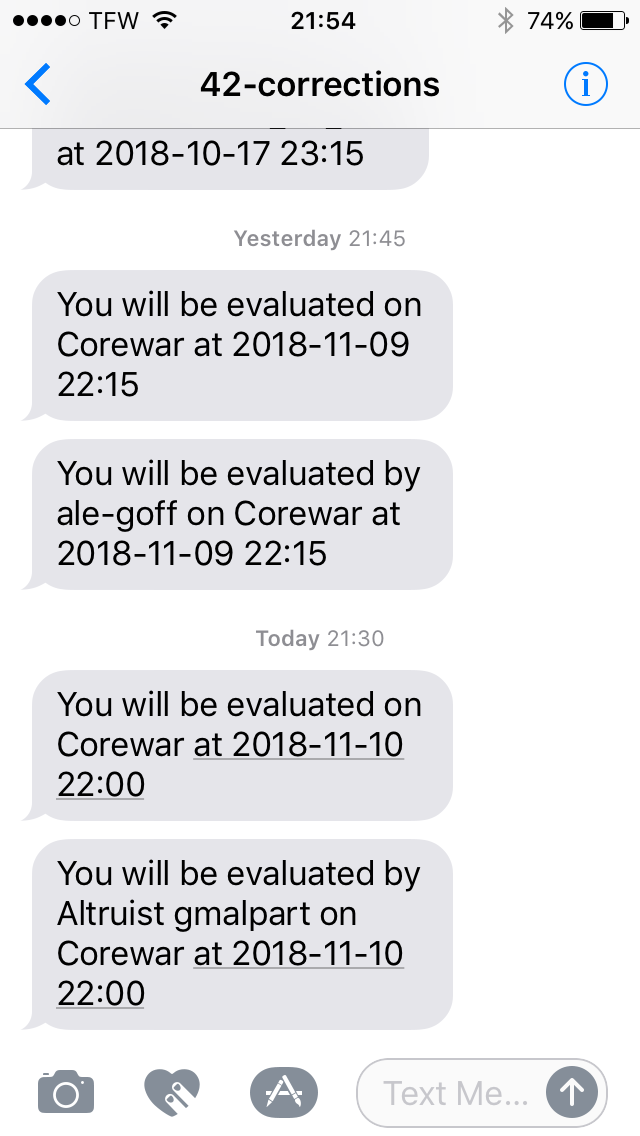 TFW 21:54 74%
42-corrections
at 2018-10-17 23:15
Yesterday 21:45
You will be evaluated on
Corewar at 2018-11-09
22:15
You will be evaluated by
ale-goff on Corewar at
2018-11-09 22:15
Today 21:30
You will be evaluated on
Corewar at 2018-11-10
22:00
You will be evaluated by
Altruist gmalpart on
Corewar at 2018-11-10
22:00
Text Me...